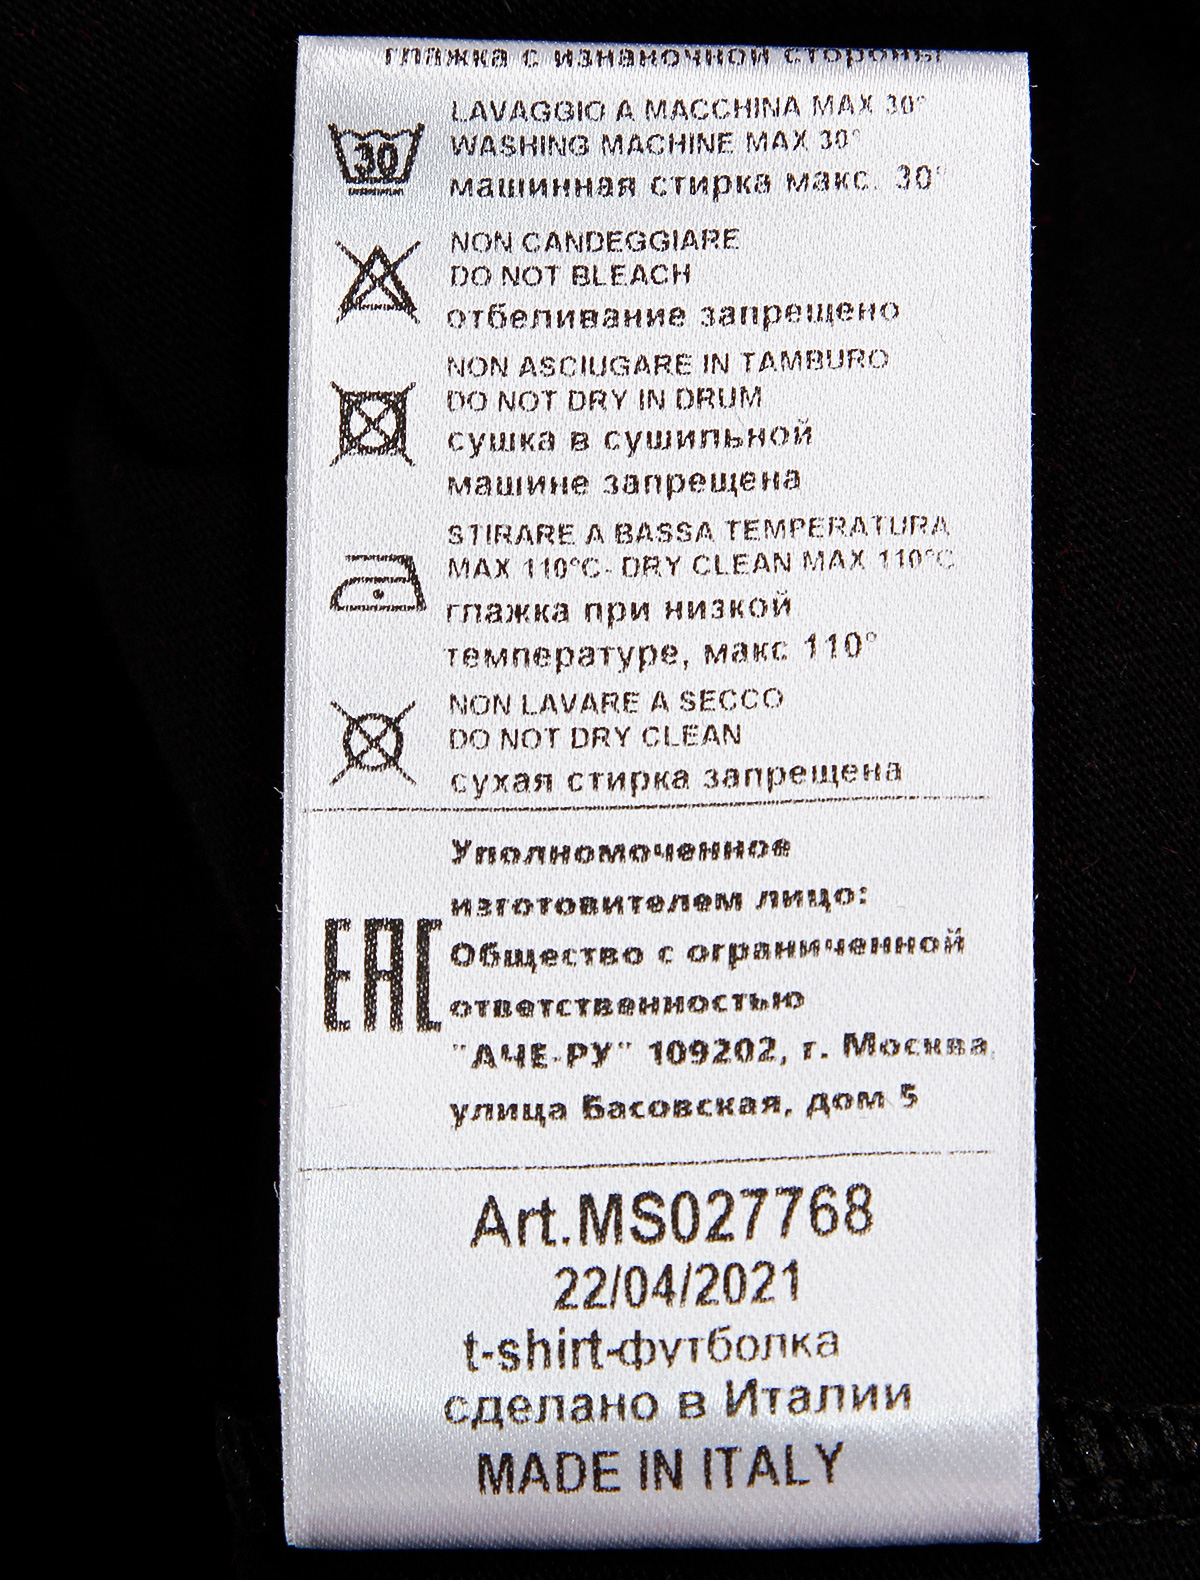 глажка с изнаночной стороны
LAVAGGIO A MACCHINA MAX 30°
30
WASHING MACHINE MAX 30°
машинная стирка макс. 30°
NON CANDEGGIARE
DO NOT BLEACH
отбеливание запрещено
NON ASCIUGARE IN TAMBURO
DO NOT DRY IN DRUM
сушка в сушильной
машине запрещена
STIRARE A BASSA TEMPERATURA
MAX 110°C- DRY CLEAN MAX 110°C
глажка при низкой
температуре, макс 110°
NON LAVARE A SECCO
DO NOT DRY CLEAN
сухая стирка запрещена
Уполномоченное
изготовителем лицо:
EAC
Общество с ограниченной
ответственностью
"АЧЕ-РУ" 109202, г. Москва,
улица Басовская, дом 5
Art.MS027768
22/04/2021
t-shirt-футболка
сделано в Италии
MADE IN ITALY